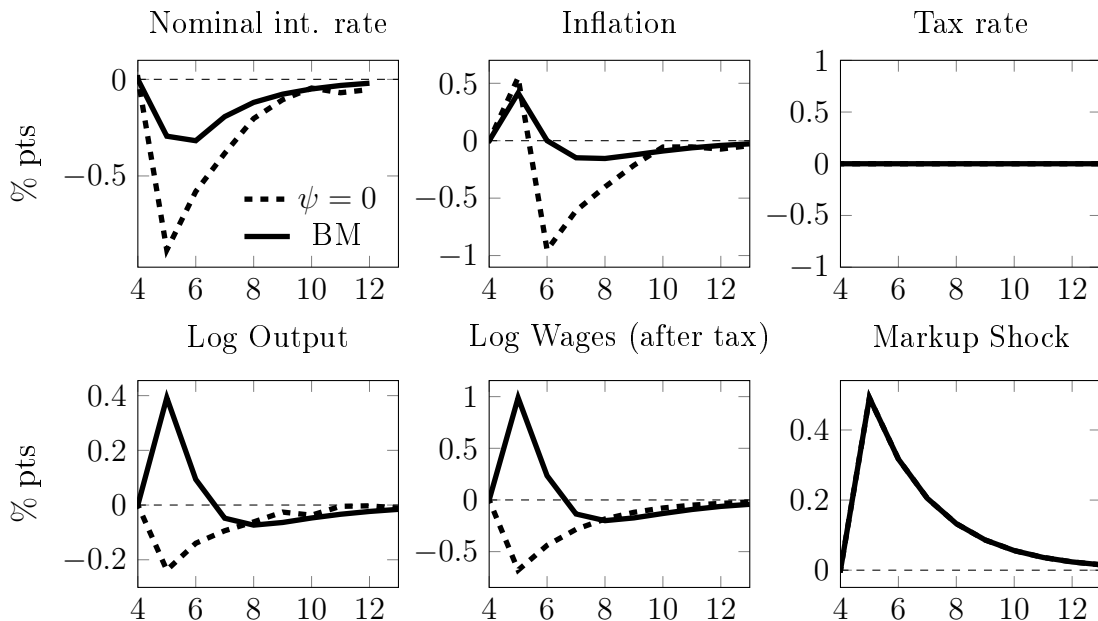 Nominal int. rate
Inflation
Tax rate
% pts
0
−0.5
ψ = 0
BM
4 6 8 10 12
0.5
0
−0.5
−1
4 6 8 10 12
1
0.5
0
−0.5
−1
4 6 8 10 12
Log Output
Log Wages (after tax)
Markup Shock
% pts
0.4
0.2
0
−0.2
4 6 8 10 12
1
0.5
0
−0.5
4 6 8 10 12
0.4
0.2
0
4 6 8 10 12